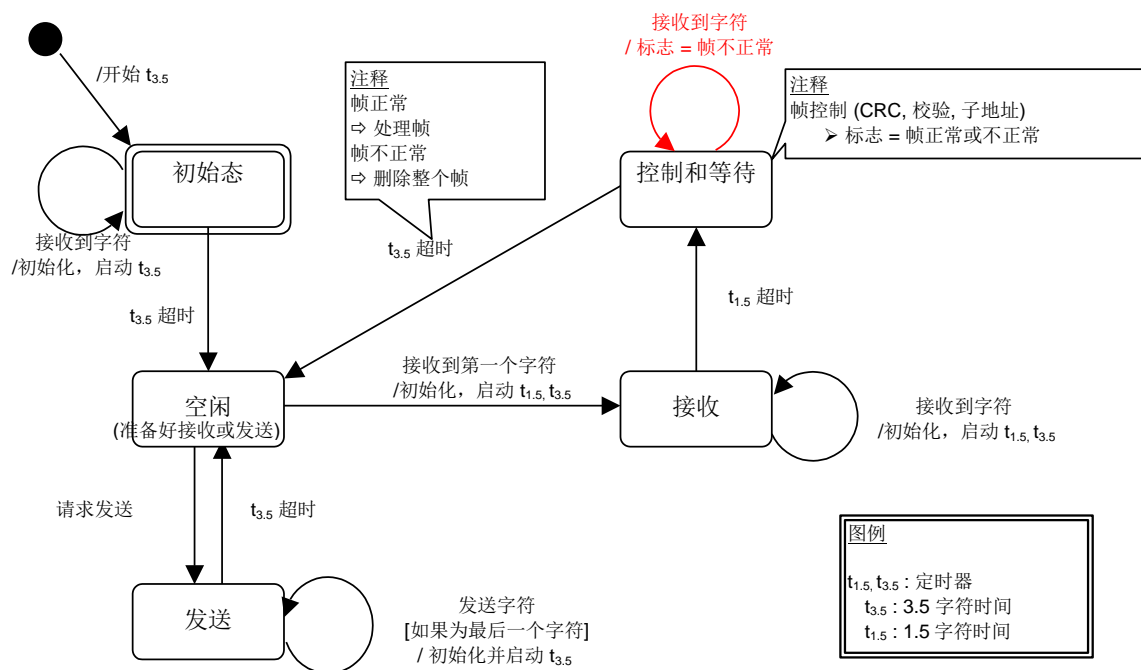 接收到字符
/ 标志 = 帧不正常
/开始 t3.5
注释
帧正常
⇨ 处理帧
帧不正常
⇨ 删除整个帧
注释
帧控制 (CRC, 校验, 子地址)
➢ 标志 = 帧正常或不正常
初始态
控制和等待
接收到字符
/初始化，启动 t3.5
t3.5 超时
t3.5 超时
t1.5 超时
接收到第一个字符
/初始化，启动 t1.5, t3.5
空闲
(准备好接收或发送)
接收
接收到字符
/初始化，启动 t1.5, t3.5
请求发送
t3.5 超时
发送
发送字符
[如果为最后一个字符]
/ 初始化并启动 t3.5
图例
t1.5, t3.5 : 定时器
t3.5 : 3.5 字符时间
t1.5 : 1.5 字符时间